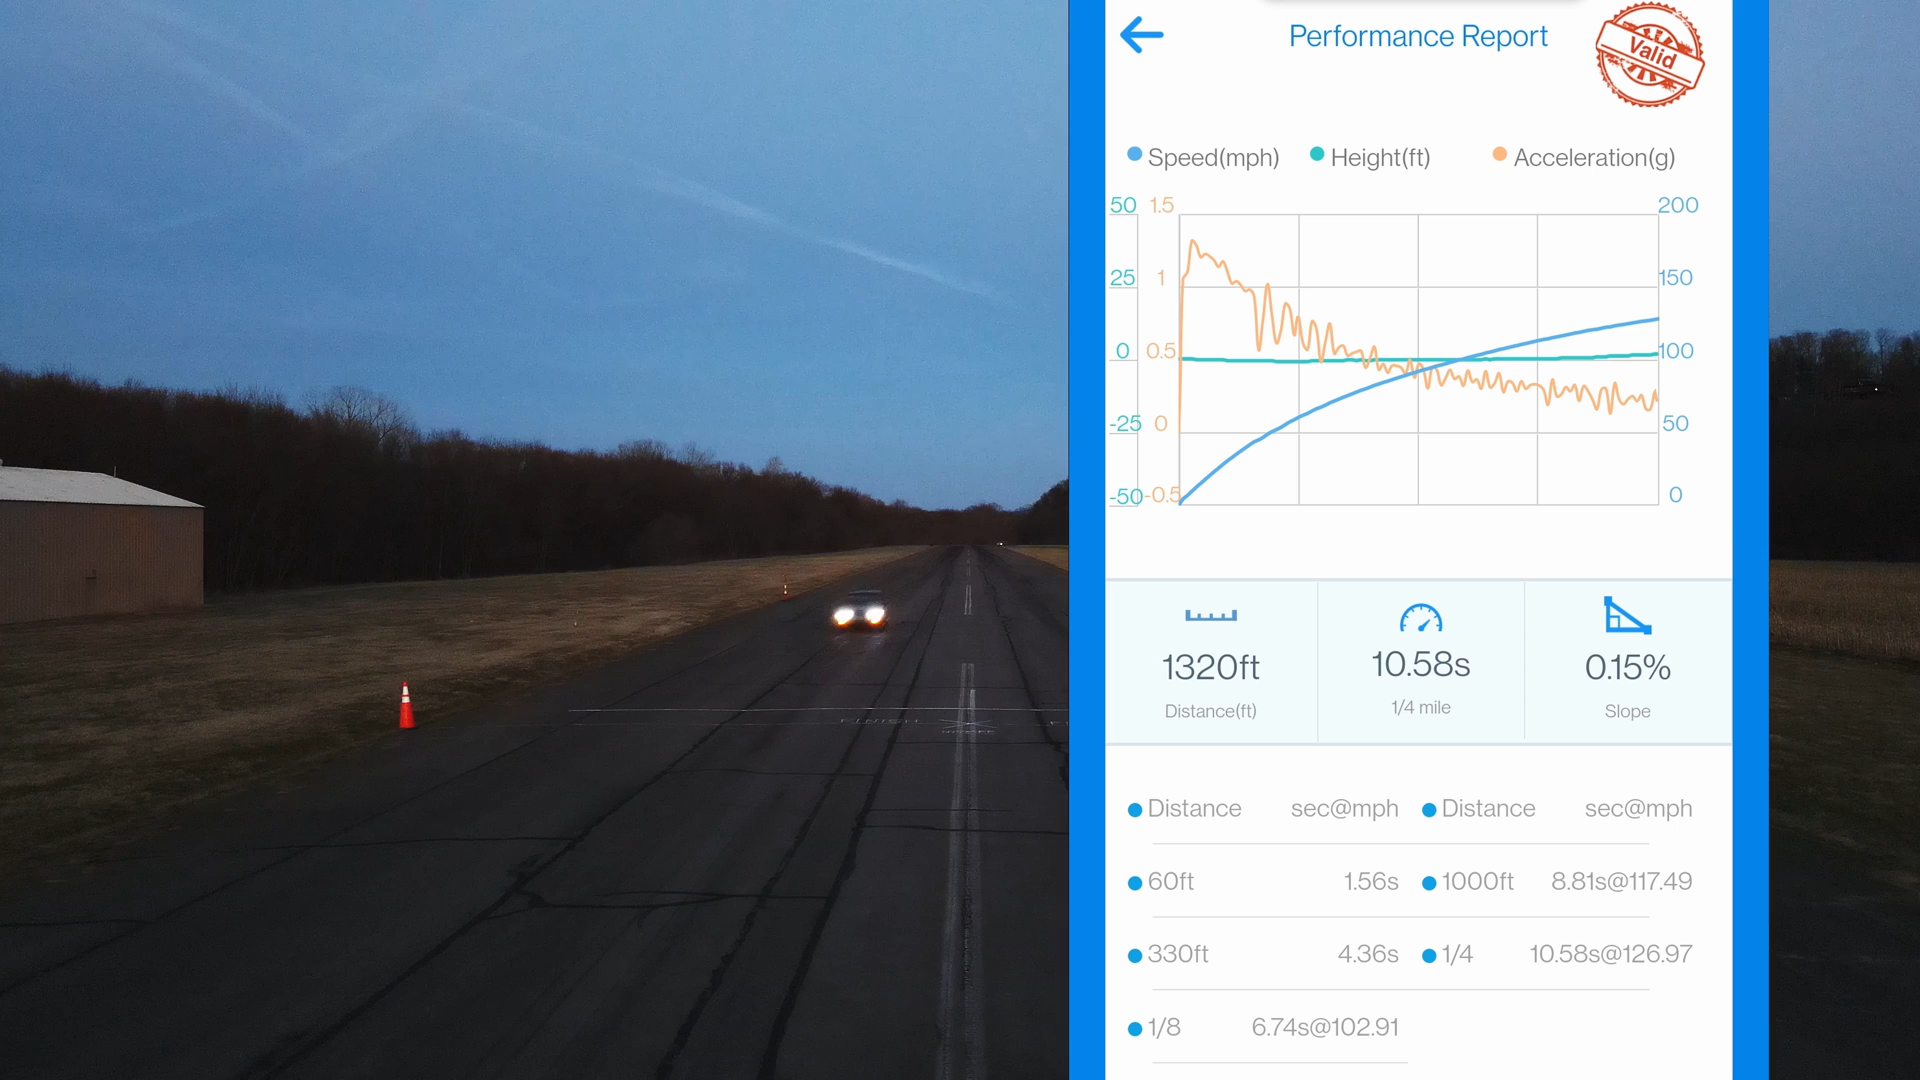 Performance Report
Valid
Speed(mph) Height(ft) Acceleration(g)
50 1.5 200
25 1 150
0 0.5 100
-25 0 50
-50 -0.5 0
1320ft 10.58s 0.15%
Distance(ft) 1/4 mile Slope
Distance sec@mph Distance sec@mph
60ft 1.56s 1000ft 8.81s@117.49
330ft 4.36s 1/4 10.58s@126.97
1/8 6.74s@102.91
FINISH